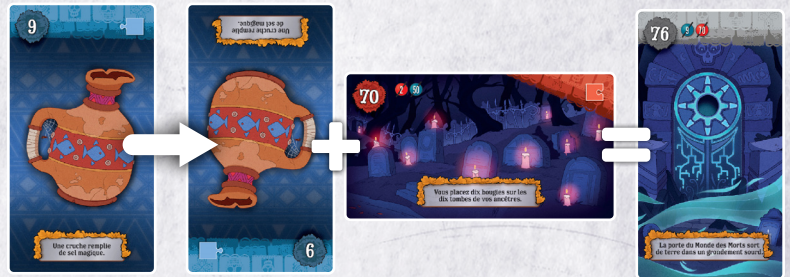 9
Une cruche remplie
de sel magique.
Une cruche remplie
de sel magique.
6
+
70
2 50
Vous placez dix bougies sur les
dix tombes de vos ancêtres.
=
76
9 70
La porte du Monde des Morts sort
de terre dans un grondement sourd.